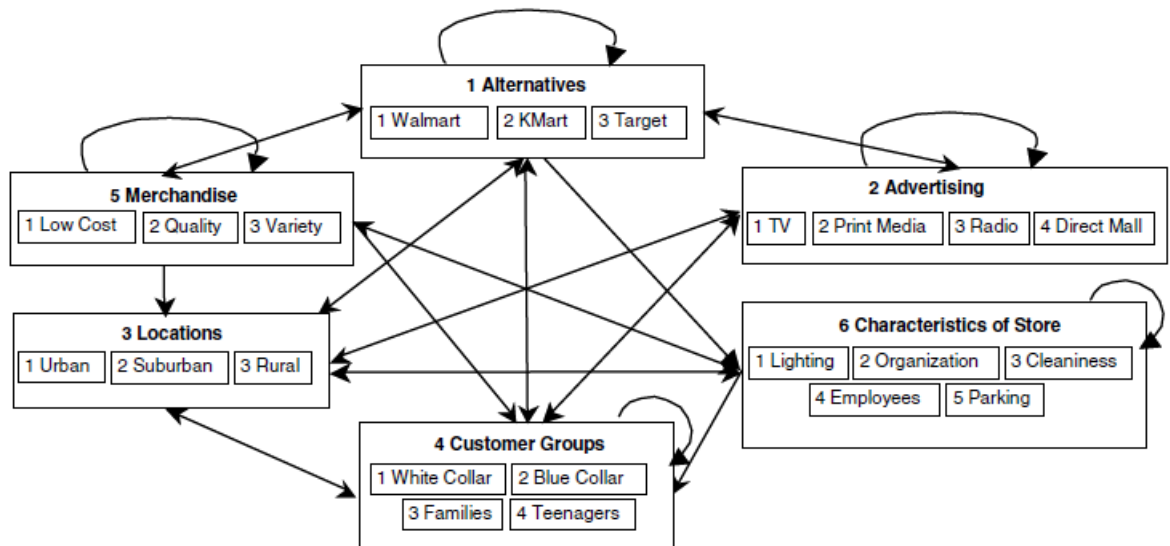 1 Alternatives
1 Walmart 2 KMart 3 Target
5 Merchandise
1 Low Cost 2 Quality 3 Variety
2 Advertising
1 TV 2 Print Media 3 Radio 4 Direct Mall
3 Locations
1 Urban 2 Suburban 3 Rural
6 Characteristics of Store
1 Lighting 2 Organization 3 Cleaniness
4 Employees 5 Parking
4 Customer Groups
1 White Collar 2 Blue Collar
3 Families 4 Teenagers